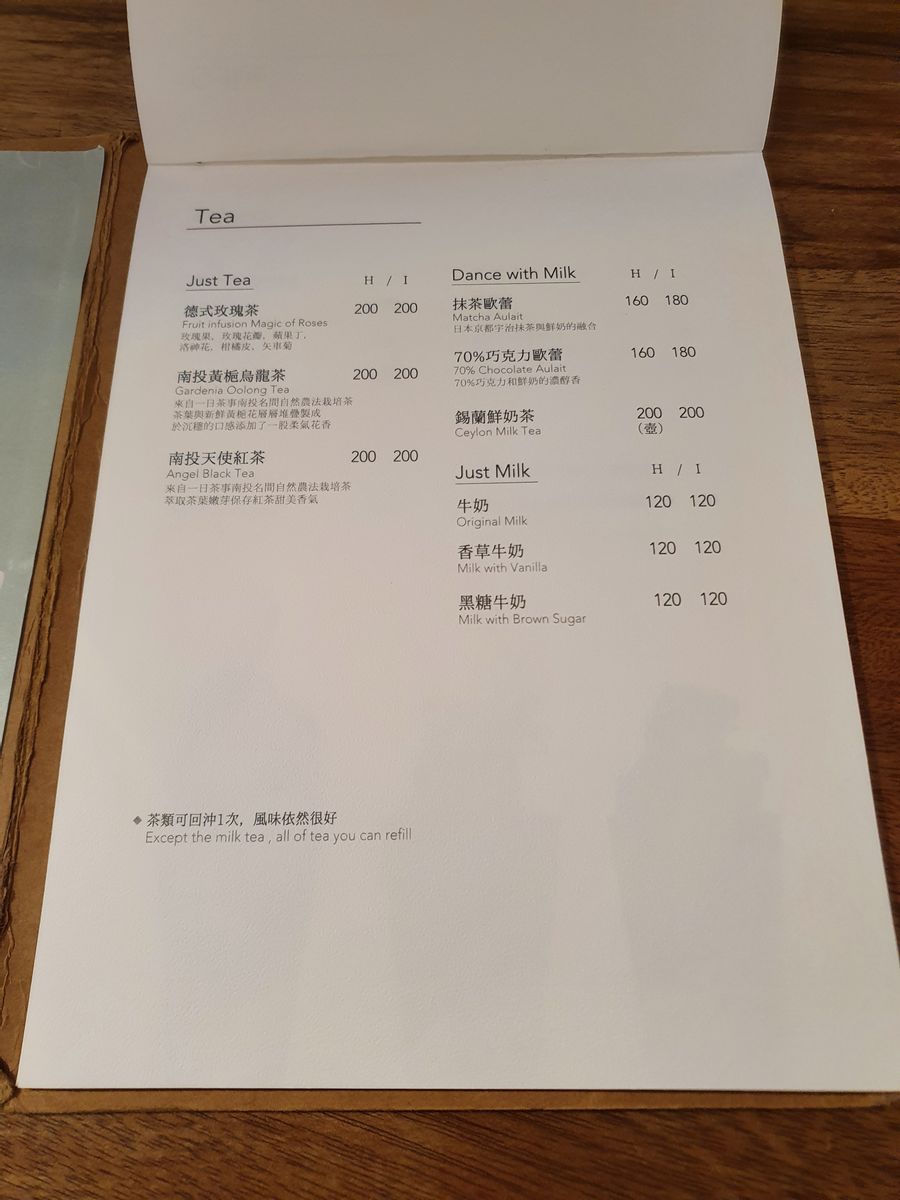 Tea
Just Tea H / I
德式玫瑰茶 200 200
Fruit infusion Magic of Roses
玫瑰果、玫瑰花瓣、蘋果丁、
洛神花、柑橘皮、矢車菊
南投黃梔烏龍茶 200 200
Gardenia Oolong Tea
來自一日茶事南投名間自然農法栽培茶
茶葉與新鮮黃梔花層層堆疊製成
於沉穩的口感添加了一股柔氣花香
南投天使紅茶 200 200
Angel Black Tea
來自一日茶事南投名間自然農法栽培茶
萃取茶葉嫩芽保存紅茶甜美香氣
Dance with Milk H / I
抹茶歐蕾 160 180
Matcha Aulait
日本京都宇治抹茶與鮮奶的融合
70%巧克力歐蕾 160 180
70% Chocolate Aulait
70%巧克力和鮮奶的濃醇香
錫蘭鮮奶茶 200 200
Ceylon Milk Tea (壺)
Just Milk H / I
牛奶 120 120
Original Milk
香草牛奶 120 120
Milk with Vanilla
黑糖牛奶 120 120
Milk with Brown Sugar
◆ 茶類可回沖1次，風味依然很好
Except the milk tea , all of tea you can refill